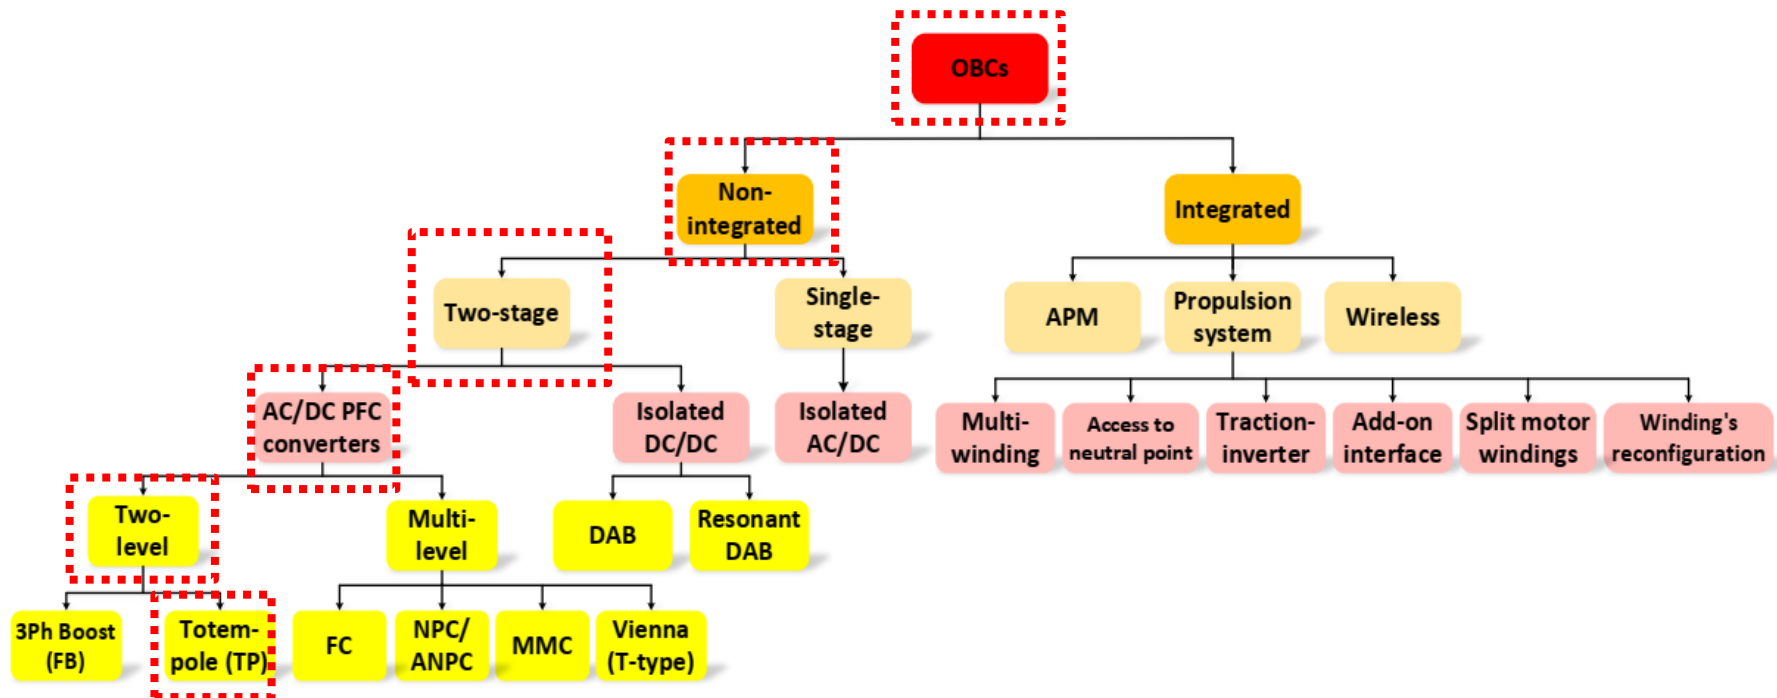 OBCs
Non-
integrated
Integrated
Two-stage
Single-
stage
APM
Propulsion
system
Wireless
AC/DC PFC
converters
Isolated
DC/DC
Isolated
AC/DC
Multi-
winding
Access to
neutral point
Traction-
inverter
Add-on
interface
Split motor
windings
Winding's
reconfiguration
Two-
level
Multi-
level
DAB
Resonant
DAB
3Ph Boost
(FB)
Totem-
pole (TP)
FC
NPC/
ANPC
MMC
Vienna
(T-type)